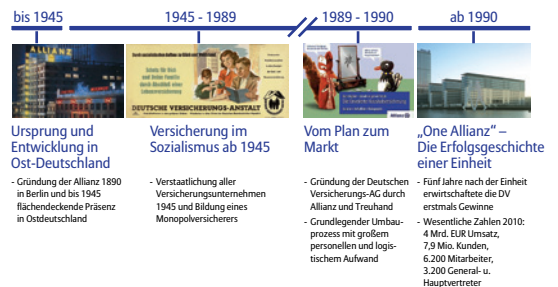 bis 1945
1945 - 1989
1989 - 1990
ab 1990
ALLIANZ
DEUTSCHE VERSICHERUNGS-ANSTALT
Allianz
Ursprung und
Entwicklung in
Ost-Deutschland
- Gründung der Allianz 1890
in Berlin und bis 1945
flächendeckende Präsenz
in Ostdeutschland
Versicherung im
Sozialismus ab 1945
- Verstaatlichung aller
Versicherungsunternehmen
1945 und Bildung eines
Monopolversicherers
Vom Plan zum
Markt
- Gründung der Deutschen
Versicherungs-AG durch
Allianz und Treuhand
- Grundlegender Umbau-
prozess mit großem
personellen und logis-
tischem Aufwand
„One Allianz“ –
Die Erfolgsgeschichte
einer Einheit
- Fünf Jahre nach der Einheit
erwirtschaftete die DV
erstmals Gewinne
- Wesentliche Zahlen 2010:
4 Mrd. EUR Umsatz,
7,9 Mio. Kunden,
6.200 Mitarbeiter,
3.200 General- u.
Hauptvertreter